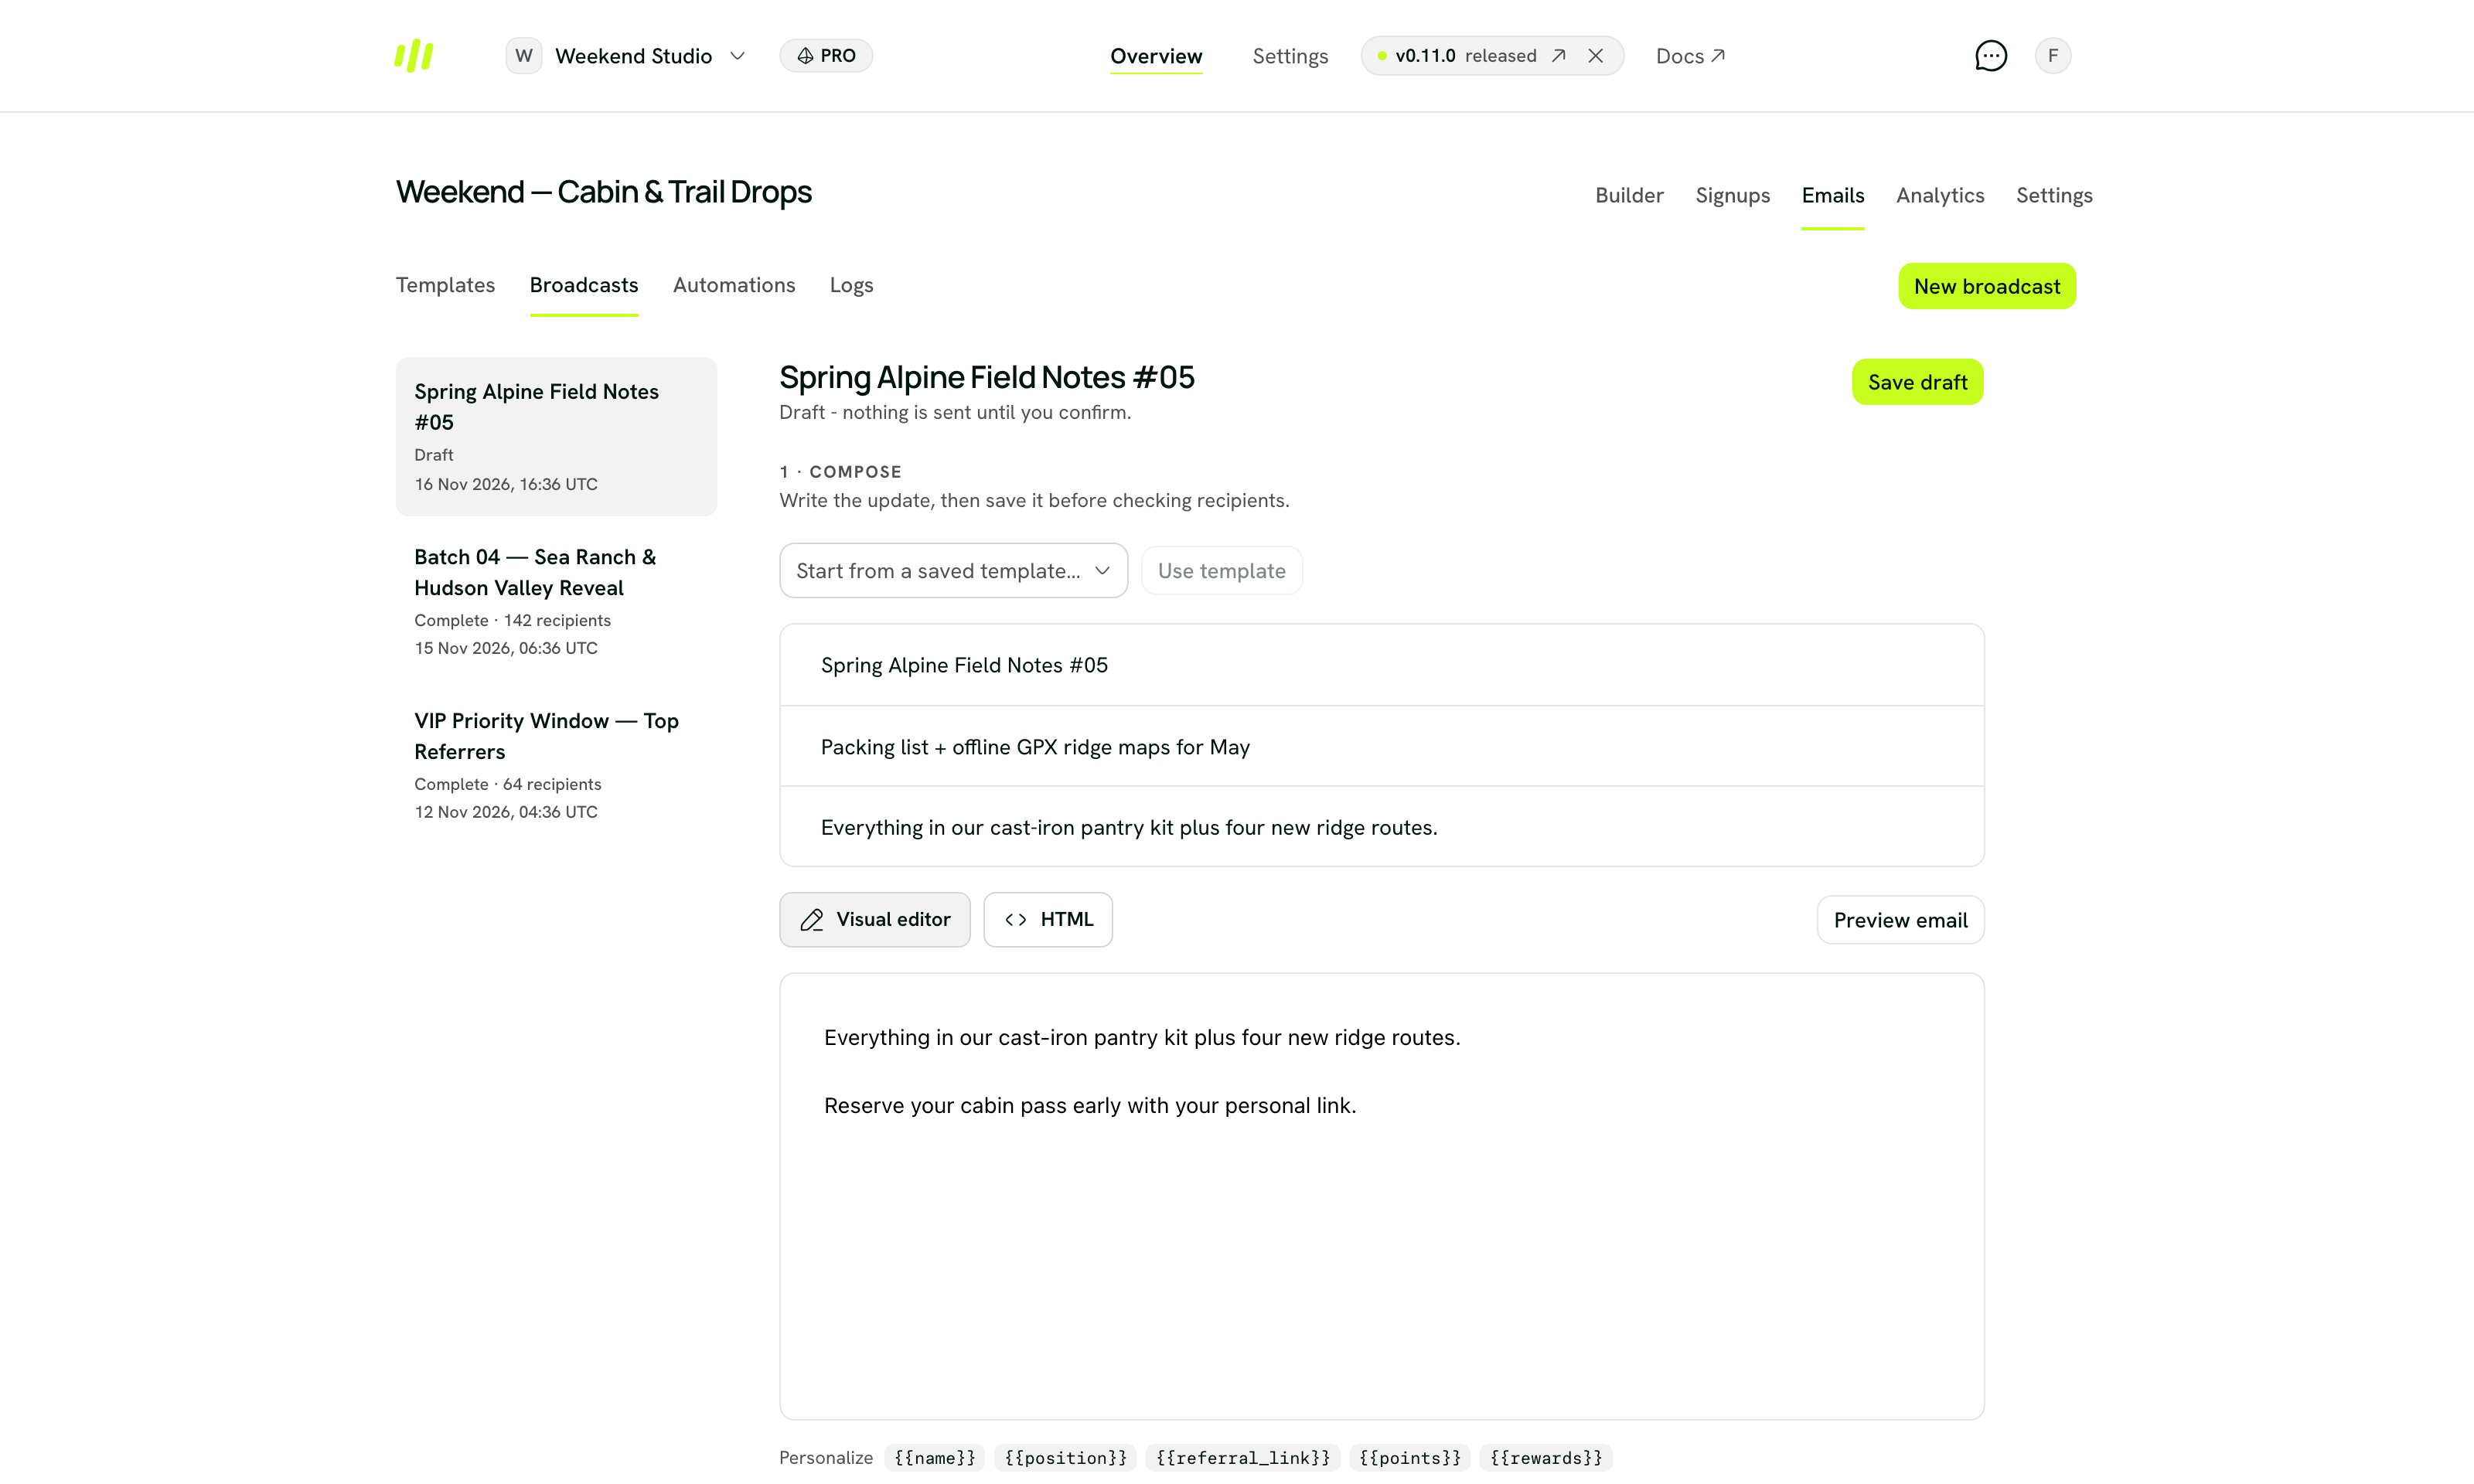 W Weekend Studio PRO Overview Settings v0.11.0 released Docs F
Weekend — Cabin & Trail Drops
Builder Signups Emails Analytics Settings
Templates Broadcasts Automations Logs
New broadcast
Spring Alpine Field Notes
#05
Draft
16 Nov 2026, 16:36 UTC
Batch 04 — Sea Ranch &
Hudson Valley Reveal
Complete · 142 recipients
15 Nov 2026, 06:36 UTC
VIP Priority Window — Top
Referrers
Complete · 64 recipients
12 Nov 2026, 04:36 UTC
Spring Alpine Field Notes #05
Save draft
Draft - nothing is sent until you confirm.
1 · COMPOSE
Write the update, then save it before checking recipients.
Start from a saved template... Use template
Spring Alpine Field Notes #05
Packing list + offline GPX ridge maps for May
Everything in our cast-iron pantry kit plus four new ridge routes.
Visual editor <> HTML Preview email
Everything in our cast-iron pantry kit plus four new ridge routes.
Reserve your cabin pass early with your personal link.
Personalize {{name}} {{position}} {{referral_link}} {{points}} {{rewards}}